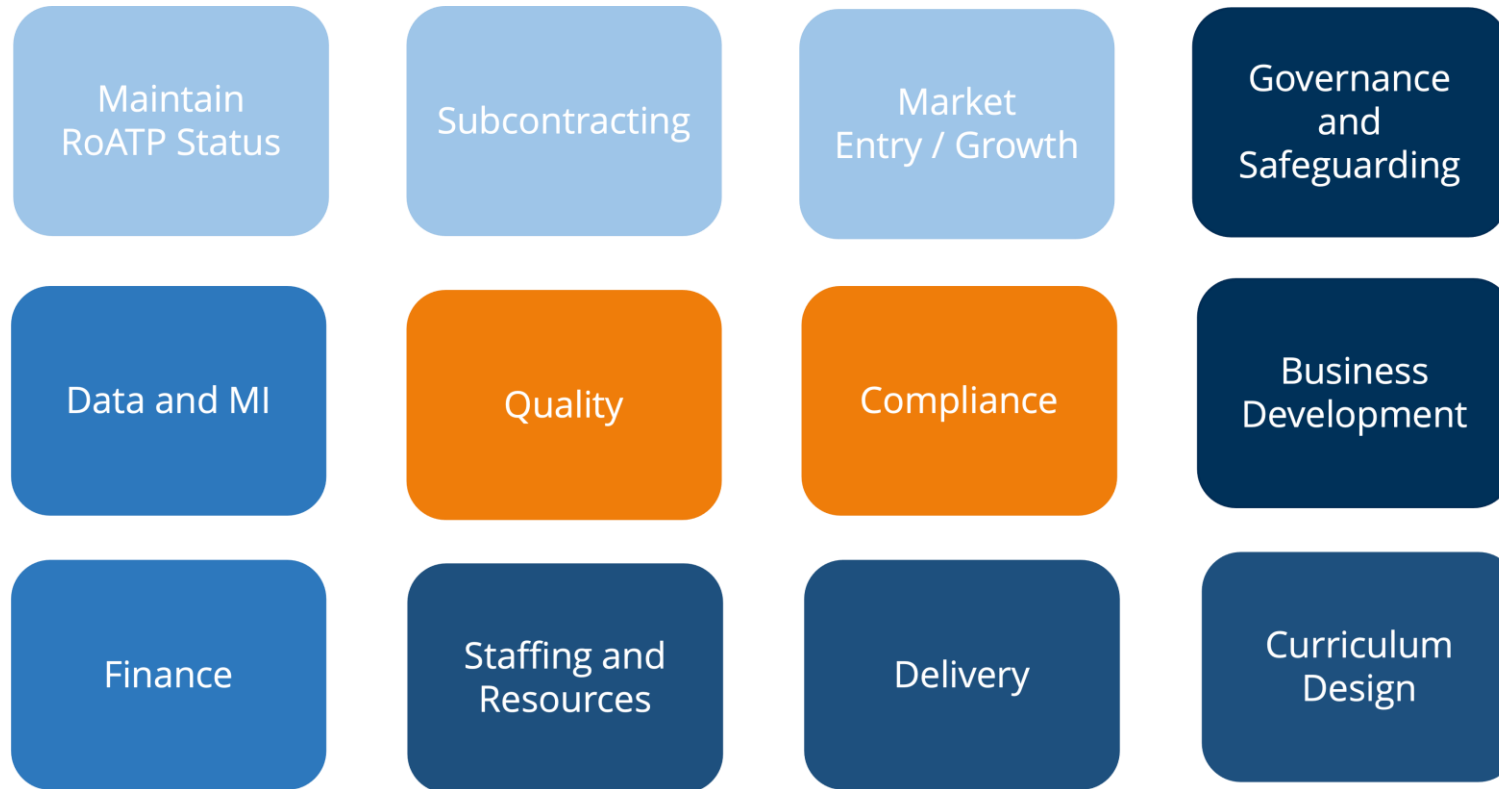 Maintain
RoATP Status
Subcontracting
Market
Entry / Growth
Governance
and
Safeguarding
Data and MI
Quality
Compliance
Business
Development
Finance
Staffing and
Resources
Delivery
Curriculum
Design